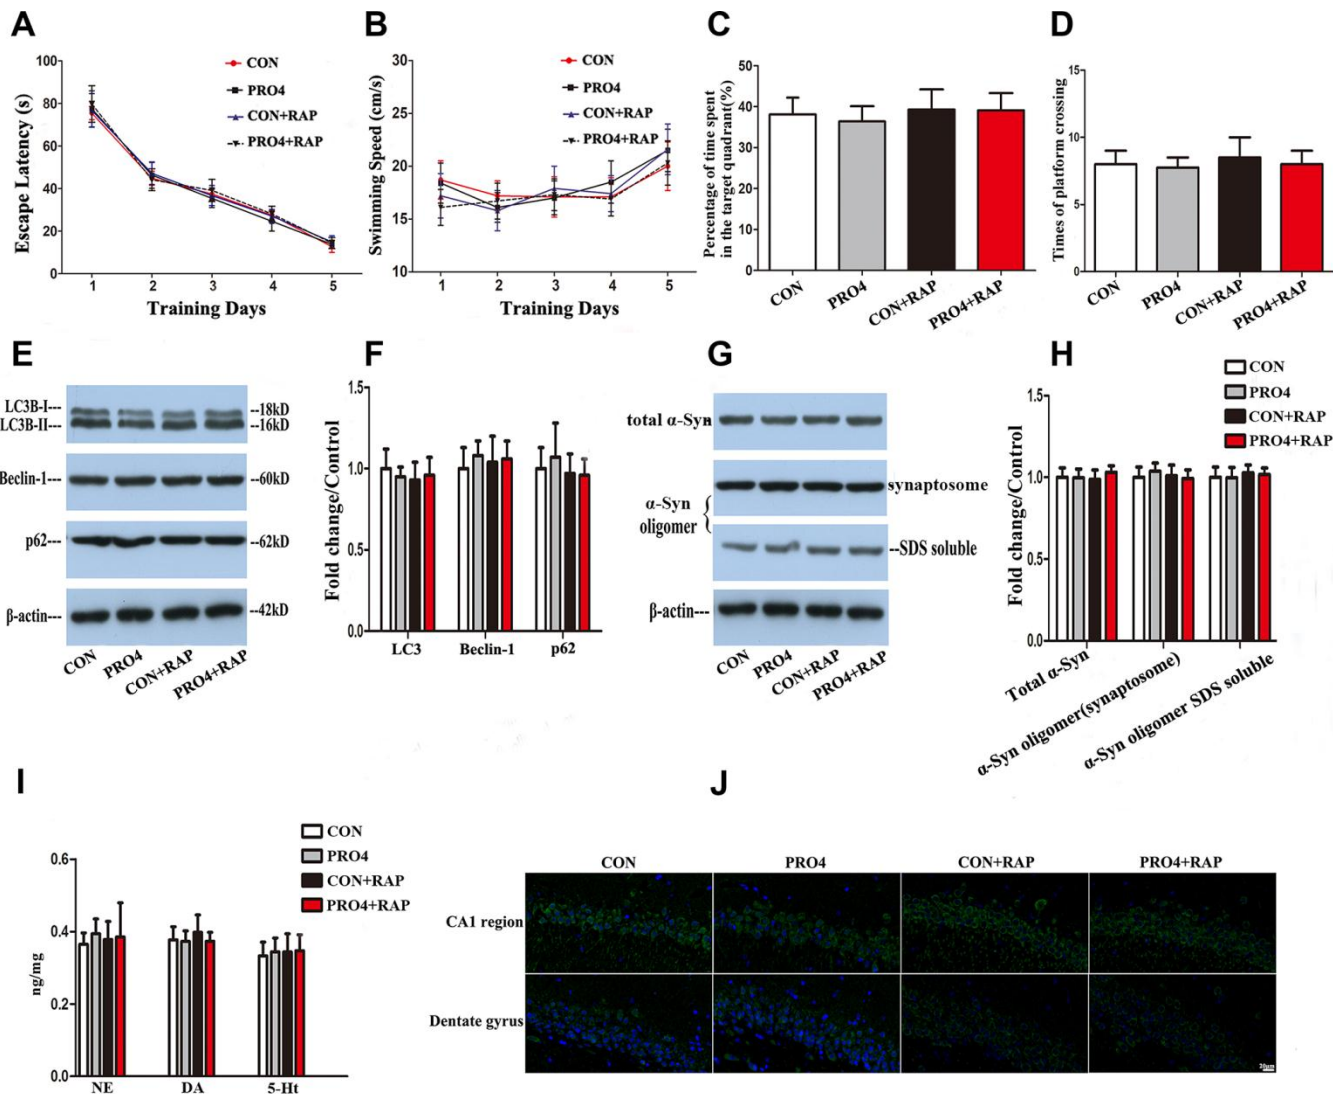 A
B
C
D
100
80
60
40
20
0
Escape Latency (s)
1 2 3 4 5
Training Days
CON
PRO4
CON+RAP
PRO4+RAP
30
25
20
15
10
Swimming Speed (cm/s)
1 2 3 4 5
Training Days
CON
PRO4
CON+RAP
PRO4+RAP
50
40
30
20
10
0
Percentage of time spent
in the target quadrant(%)
CON PRO4 CON+RAP PRO4+RAP
15
10
5
0
Times of platform crossing
CON PRO4 CON+RAP PRO4+RAP
E
F
G
H
LC3B-I---
--18kD
LC3B-II---
--16kD
Beclin-1---
--60kD
p62---
--62kD
β-actin---
--42kD
CON PRO4 CON+RAP PRO4+RAP
1.5
1.0
0.5
0.0
Fold change/Control
LC3 Beclin-1 p62
total α-Syn
synaptosome
α-Syn
oligomer
--SDS soluble
β-actin---
CON PRO4 CON+RAP PRO4+RAP
CON
PRO4
CON+RAP
PRO4+RAP
1.5
1.0
0.5
0.0
Fold change/Control
Total α-Syn
α-Syn oligomer(synaptosome)
α-Syn oligomer SDS soluble
I
J
CON
PRO4
CON+RAP
PRO4+RAP
0.6
0.4
0.2
0.0
ng/mg
NE DA 5-Ht
CON PRO4 CON+RAP PRO4+RAP
CA1 region
Dentate gyrus
20μm